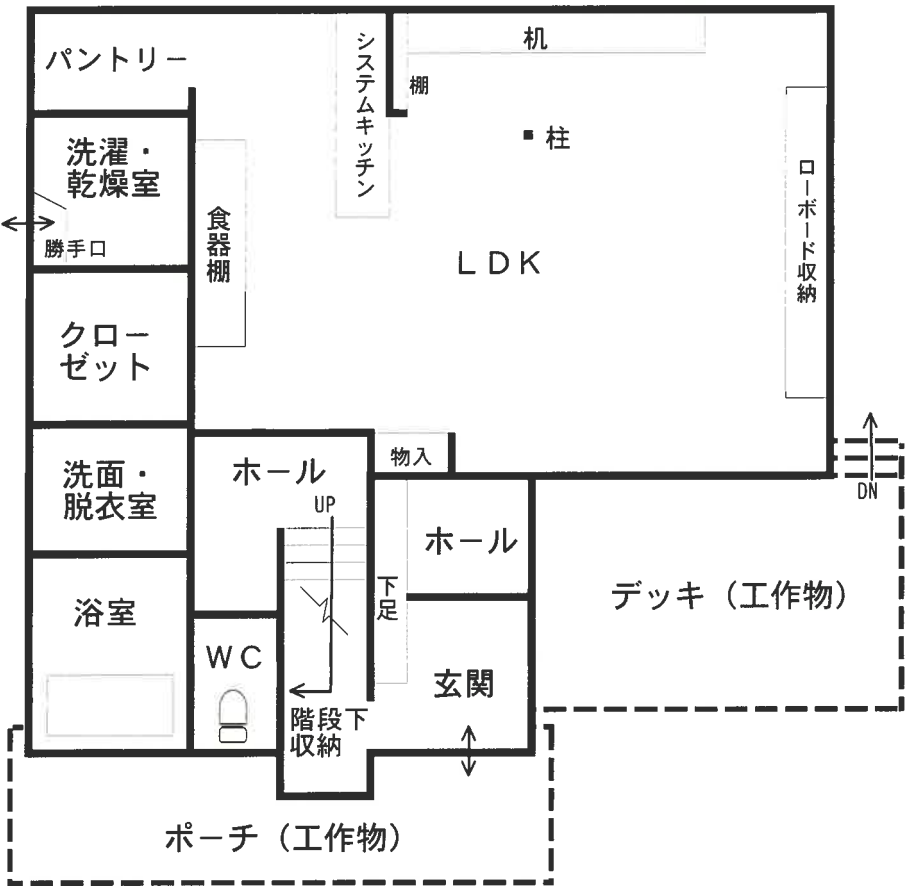 パントリー
システムキッチン
机
棚
柱
洗濯・
乾燥室
勝手口
食器棚
LDK
ローボード収納
クロー
ゼット
洗面・
脱衣室
ホール
UP
物入
DN
下足
ホール
デッキ(工作物)
浴室
WC
玄関
階段下
収納
ポーチ(工作物)